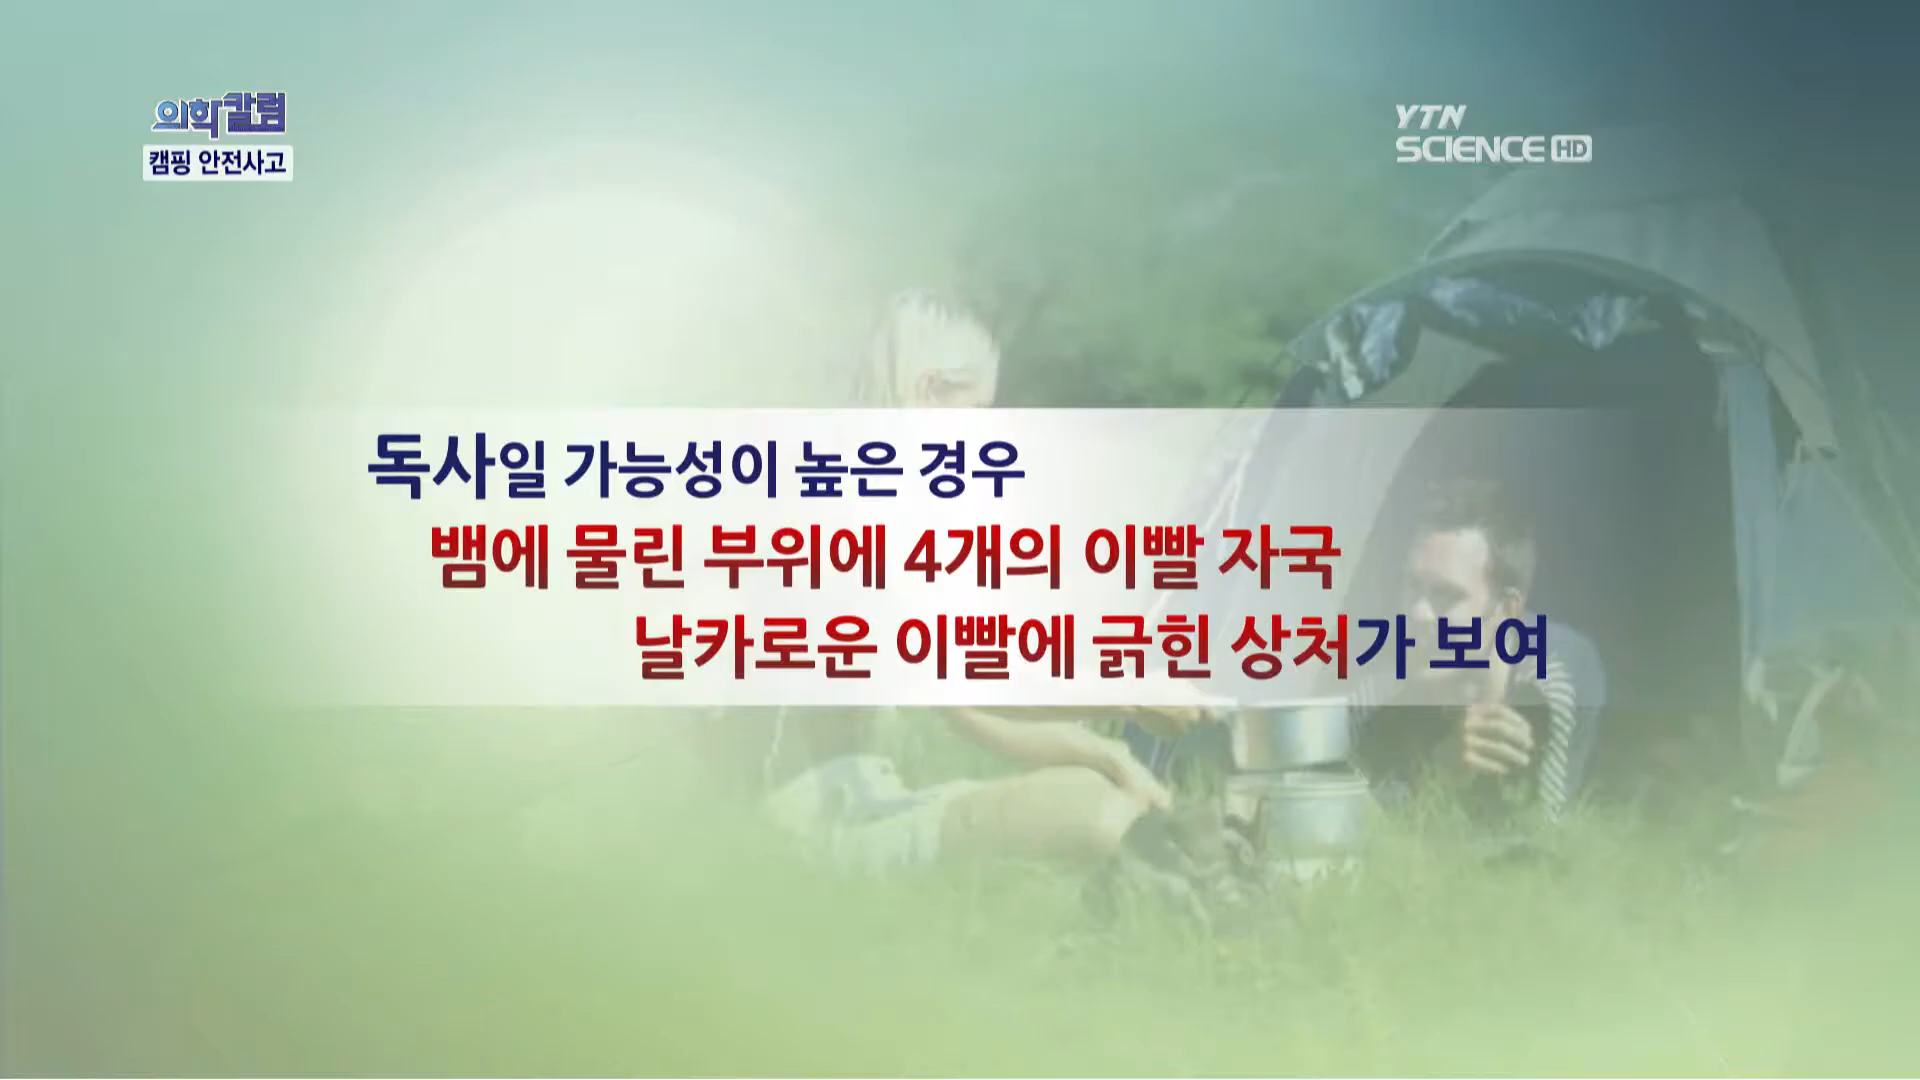 의학칼럼
캠핑 안전사고
YTN
SCIENCE HD
독사일 가능성이 높은 경우
뱀에 물린 부위에 4개의 이빨 자국
날카로운 이빨에 긁힌 상처가 보여